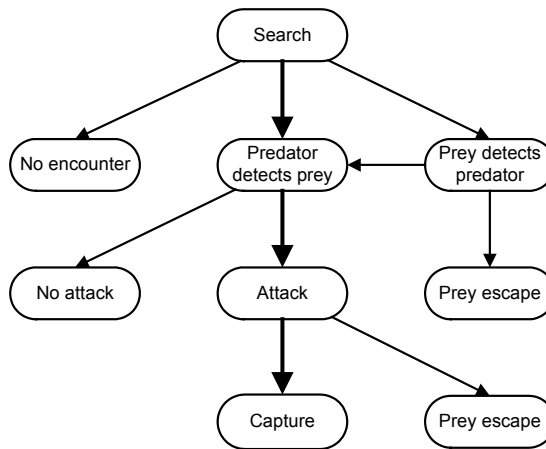 Search
No encounter
Predator
detects prey
Prey detects
predator
No attack
Attack
Prey escape
Capture
Prey escape